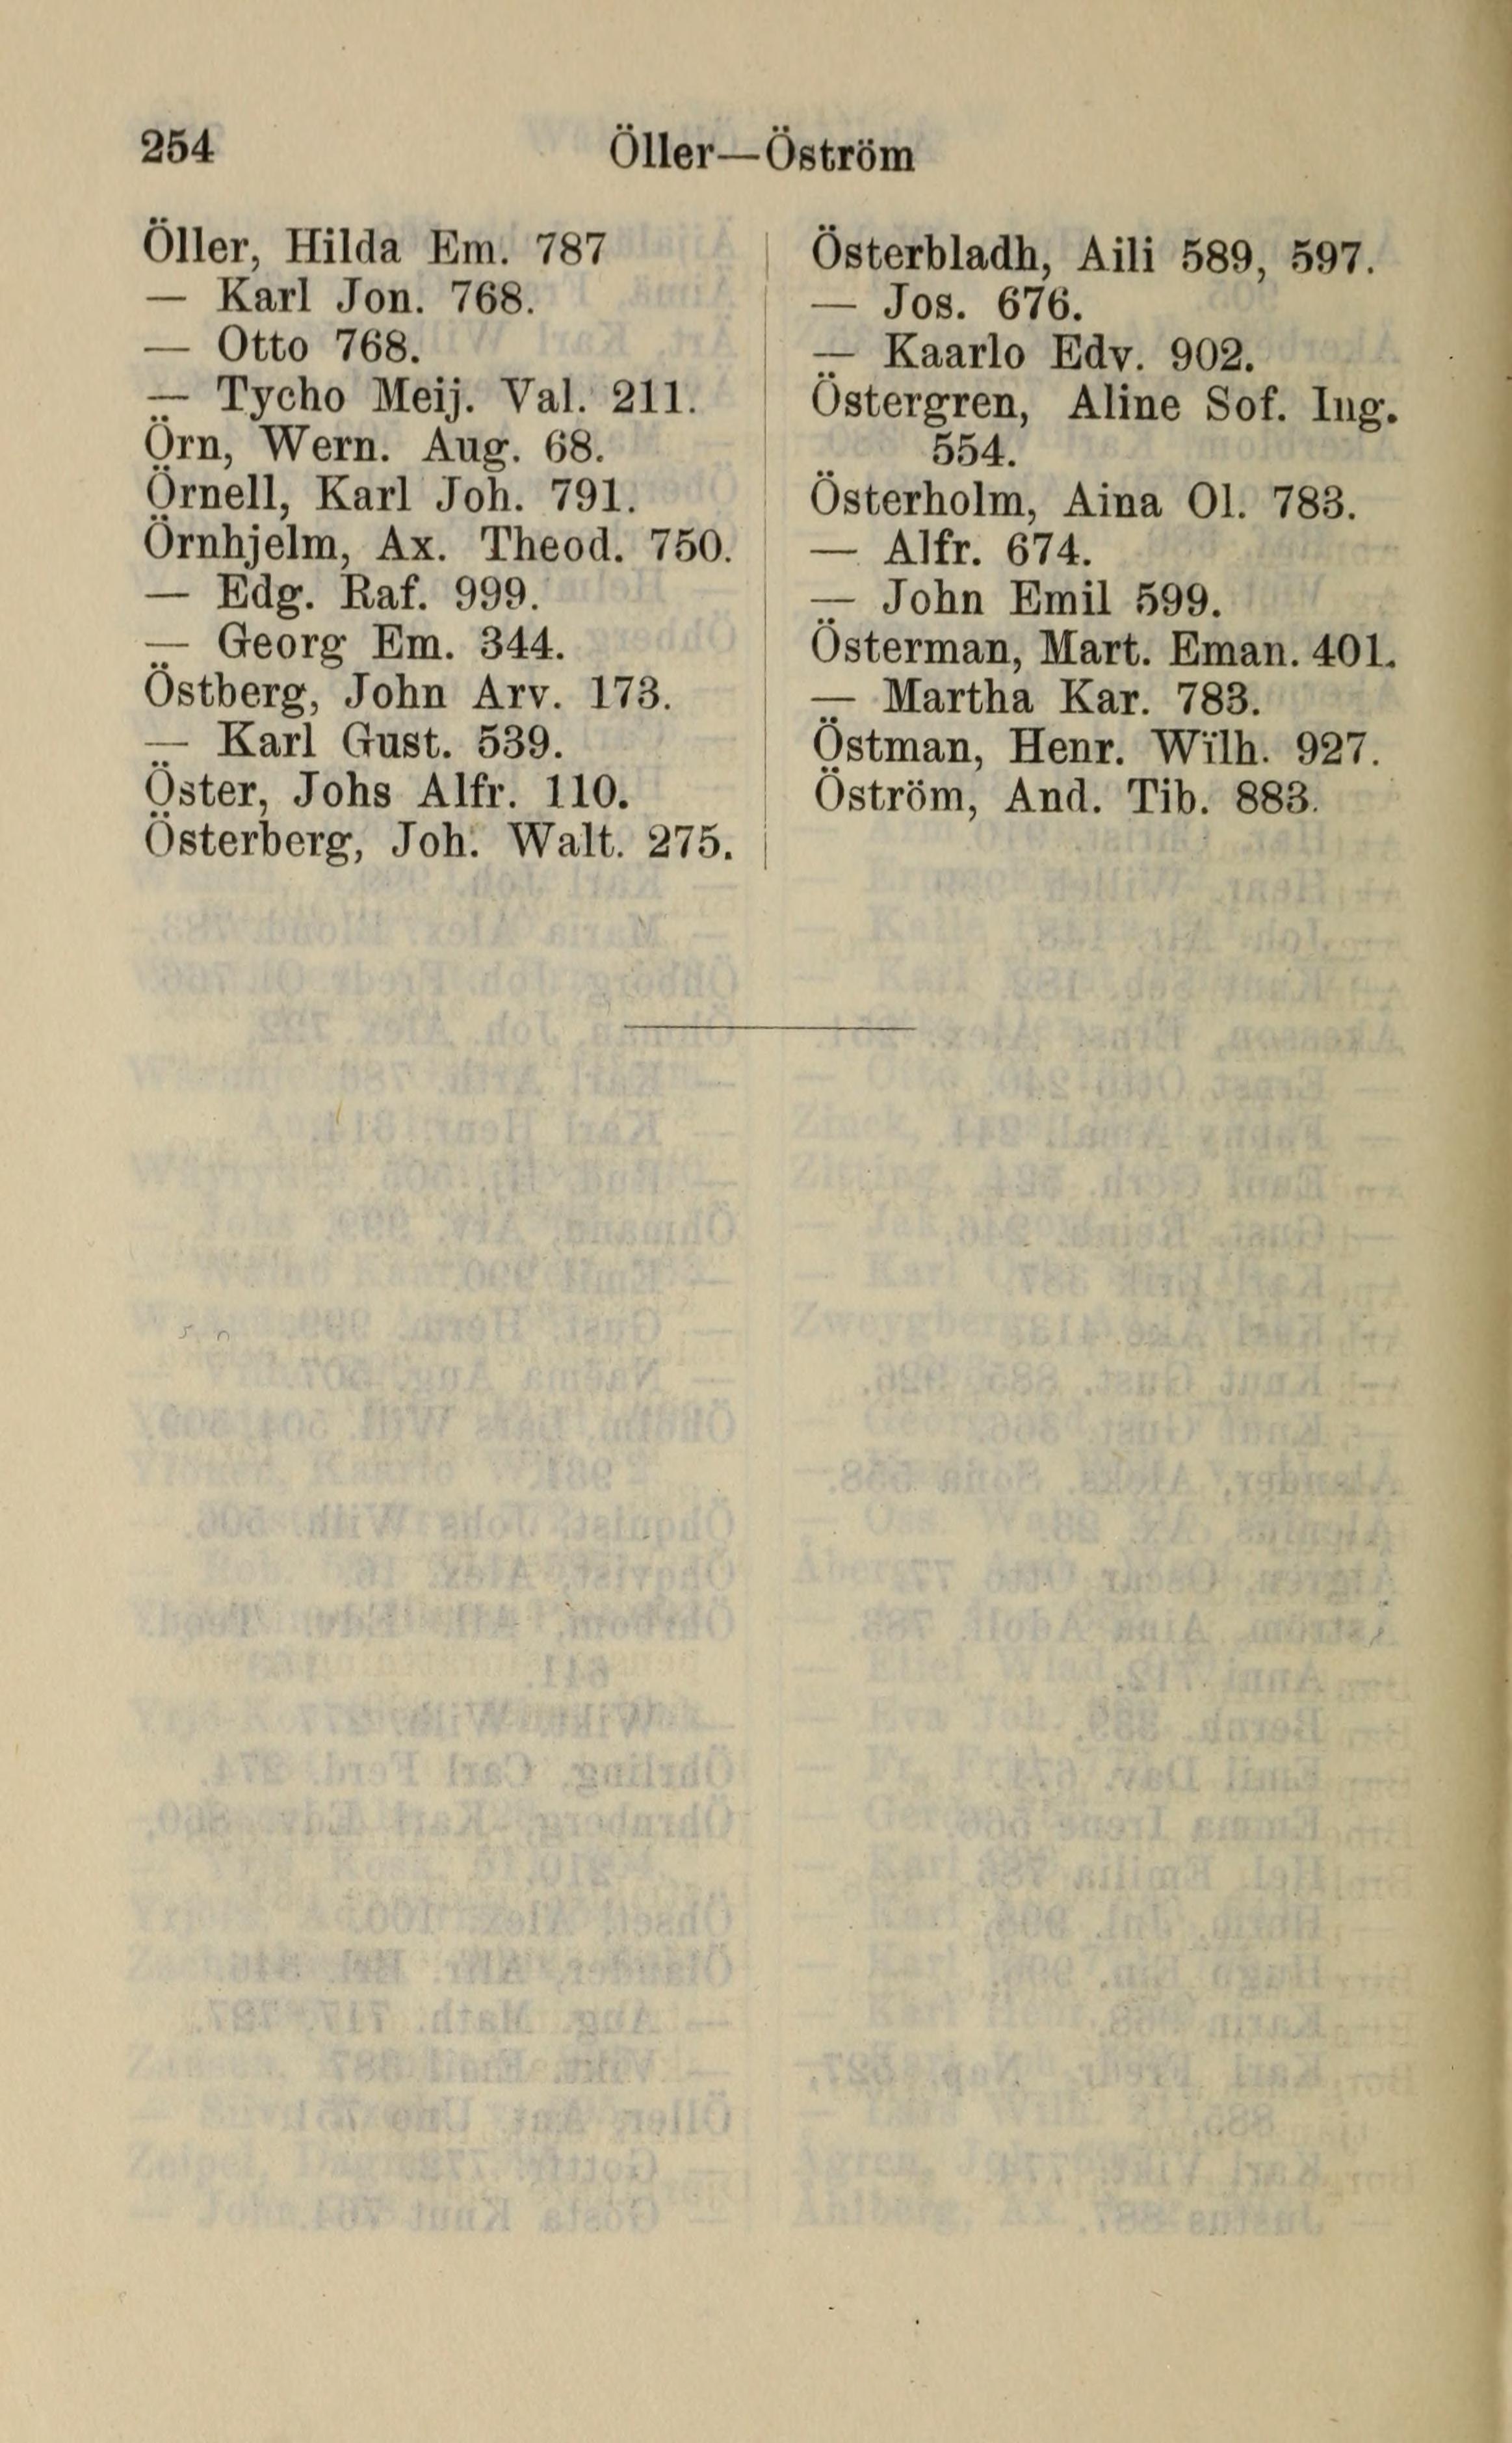 254
Öller—Öström
Öller, Hilda Em. 787
— Karl Jon. 768.
— Otto 768.
— Tycho Meij. Val. 211.
Örn, Wern. Aug. 68.
Örnell, Karl Joh. 791.
Örnhjelm, Ax. Theod. 750.
— Edg. Raf. 999.
— Georg Em. 344.
Östberg, John Arv. 173.
— Karl Gust. 539.
Öster, Johs Alfr. 110.
Österberg, Joh. Walt. 275.
Österbladh, Aili 589, 597.
— Jos. 676.
— Kaarlo Edv. 902.
Östergren, Aline Sof. Ing.
554.
Österholm, Aina Ol. 783.
— Alfr. 674.
— John Emil 599.
Österman, Mart. Eman. 401.
— Martha Kar. 783.
Östman, Henr. Wilh. 927.
Öström, And. Tib. 883.